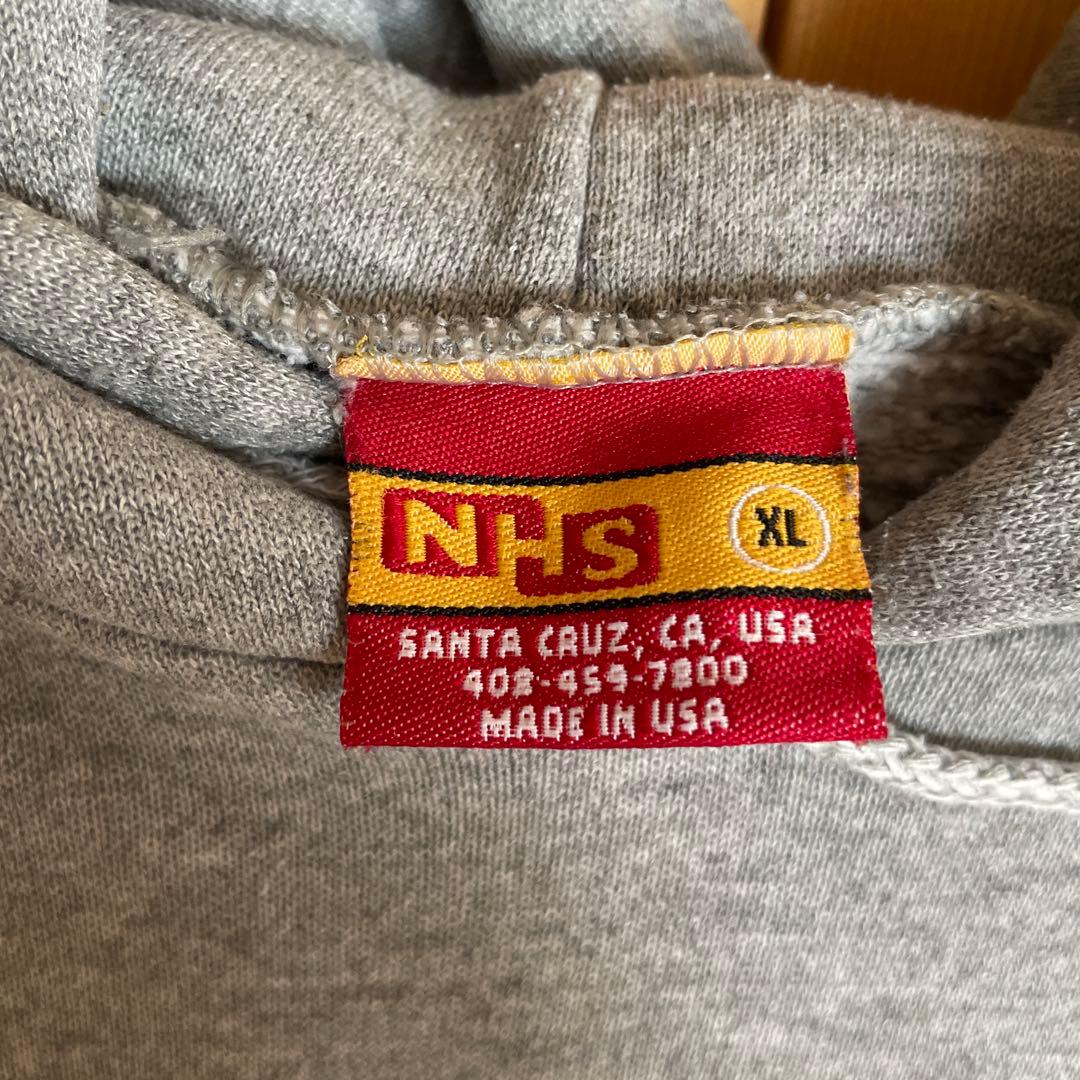 NHS XL
SANTA CRUZ, CA, USA
408-459-7800
MADE IN USA